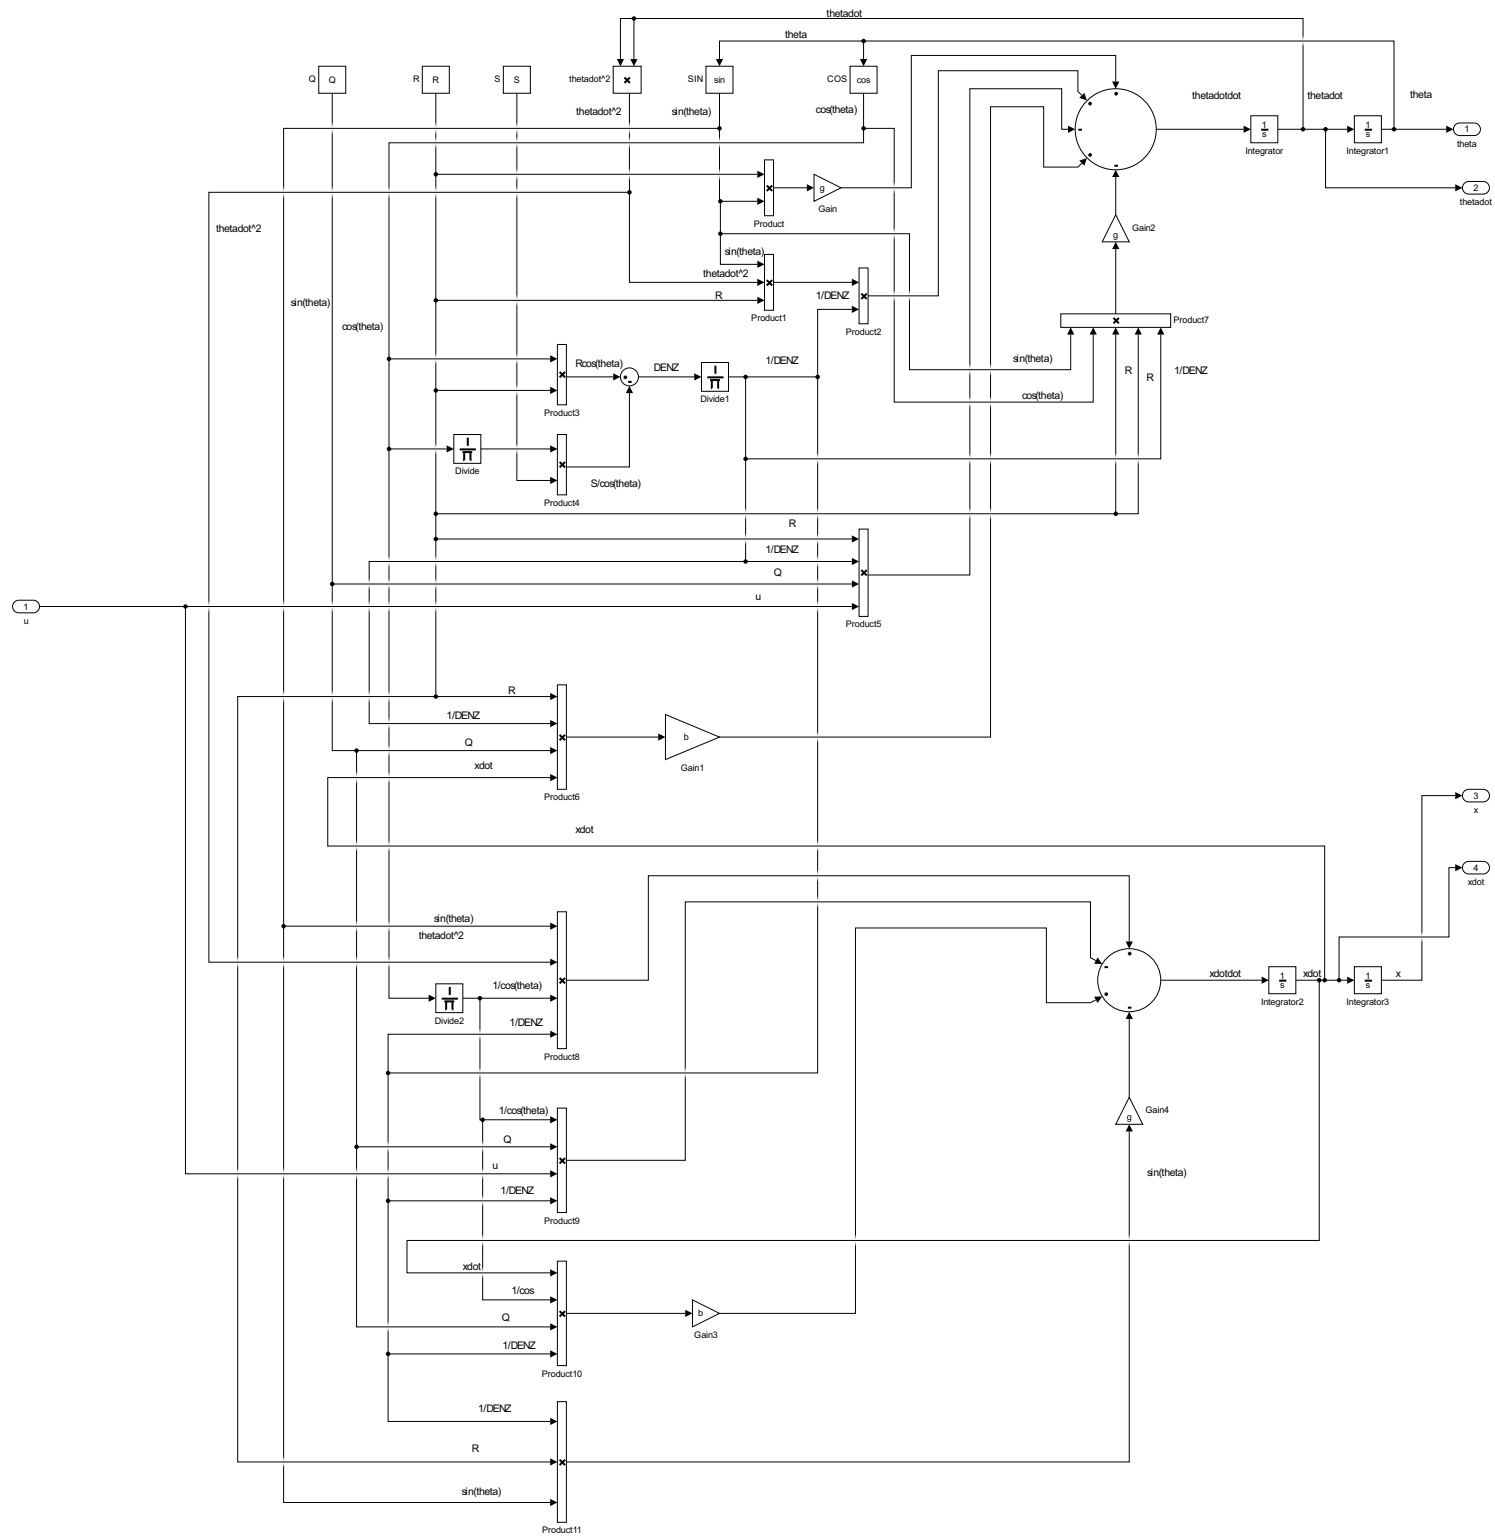 thetadot
theta
Q
Q
R
R
S
S
thetadot^2
SIN
sin
COS
cos
thetadot^2
sin(theta)
cos(theta)
thetadotdot
thetadot
theta
1
s
Integrator
1
s
Integrator1
1
theta
2
thetadot
Product
g
Gain
g
Gain2
thetadot^2
sin(theta)
thetadot^2
R
Product1
1/DENZ
Product2
sin(theta)
cos(theta)
Product7
sin(theta)
cos(theta)
R
R
1/DENZ
Rcos(theta)
Product3
DENZ
Divide1
1/DENZ
Divide
Product4
S/cos(theta)
R
1/DENZ
Q
u
Product5
1
u
R
1/DENZ
Q
xdot
Product6
b
Gain1
xdot
3
x
4
xdot
sin(theta)
thetadot^2
1/cos(theta)
1/DENZ
Product8
Divide2
xdotdot
1
s
Integrator2
xdot
1
s
Integrator3
x
1/cos(theta)
Q
u
1/DENZ
Product9
g
Gain4
sin(theta)
xdot
1/cos
Q
1/DENZ
Product10
b
Gain3
1/DENZ
R
sin(theta)
Product11